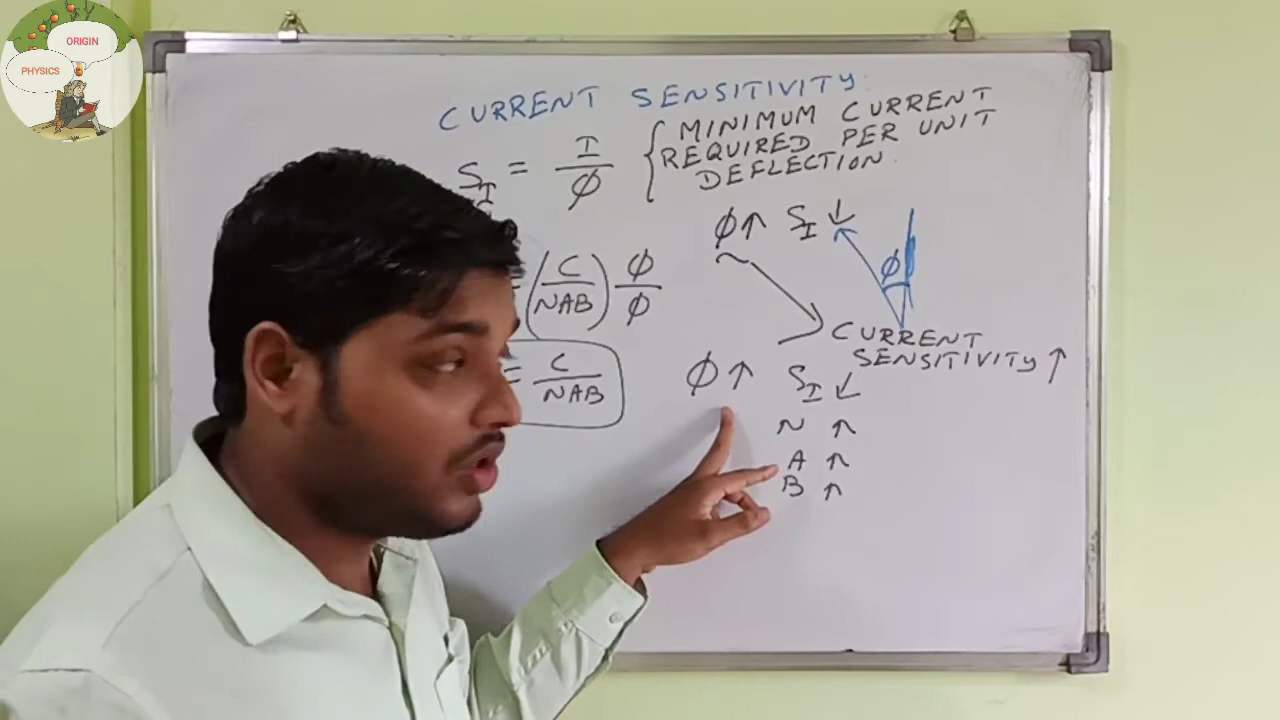 ORIGIN
PHYSICS
CURRENT SENSITIVITY
S_I = I/Φ { MINIMUM CURRENT
REQUIRED PER UNIT
DEFLECTION.
Φ↑ S_I ↓
Φ
= (C/NAB) Φ/Φ
CURRENT
SENSITIVITY ↑
= C/NAB
Φ↑ S_I ↓
N ↑
A ↑
B ↑